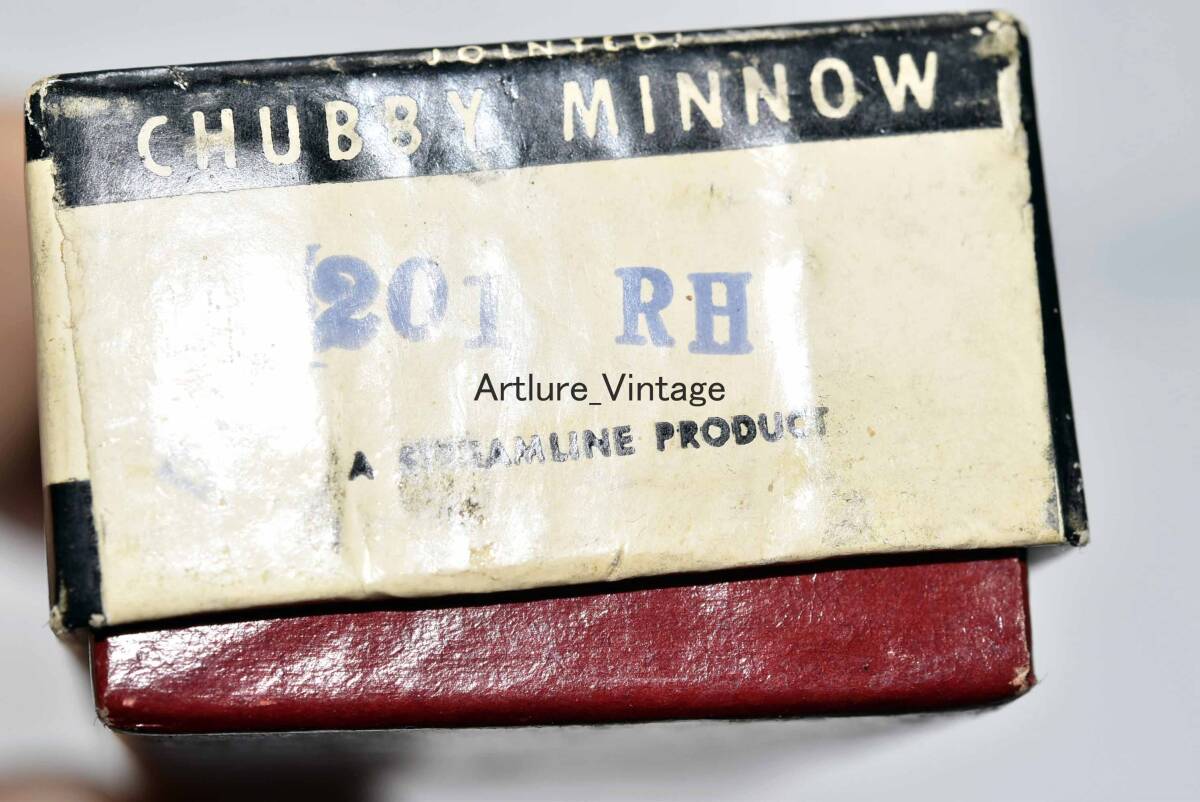 JOINTED!
CHUBBY MINNOW
201 RH
Artlure_Vintage
A STREAMLINE PRODUCT